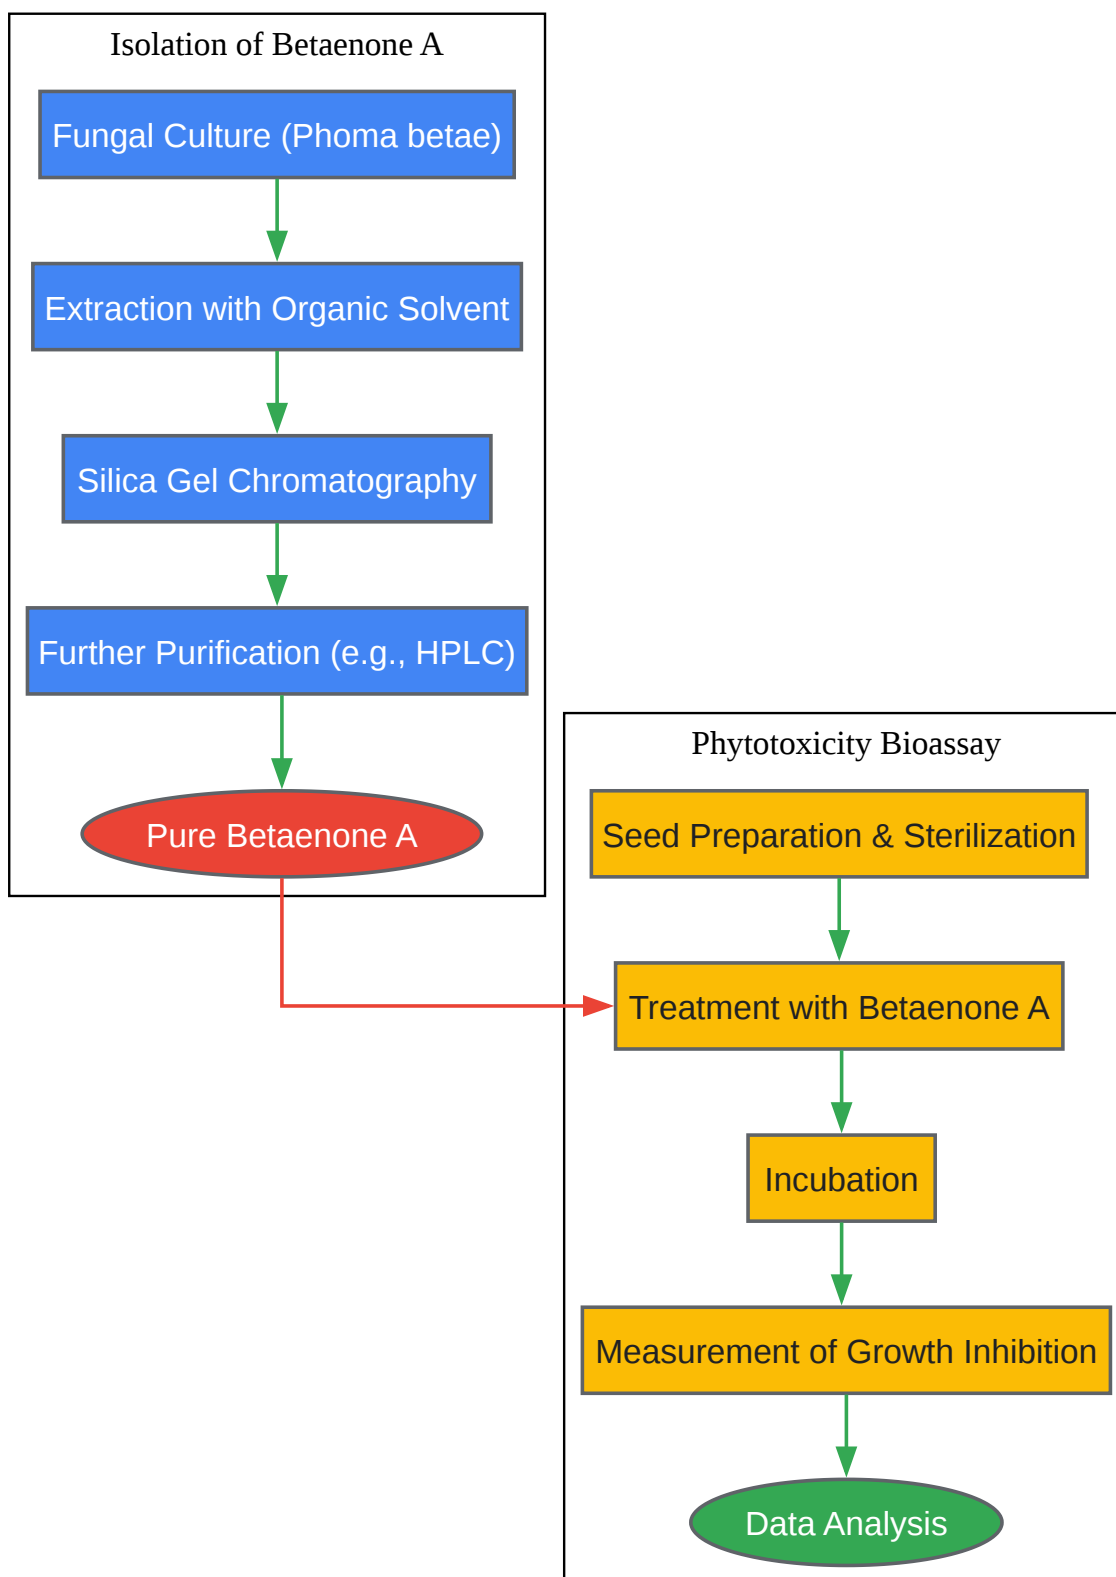 Isolation of Betaenone A
Fungal Culture (Phoma betae)
Extraction with Organic Solvent
Silica Gel Chromatography
Further Purification (e.g., HPLC)
Pure Betaenone A
Phytotoxicity Bioassay
Seed Preparation & Sterilization
Treatment with Betaenone A
Incubation
Measurement of Growth Inhibition
Data Analysis